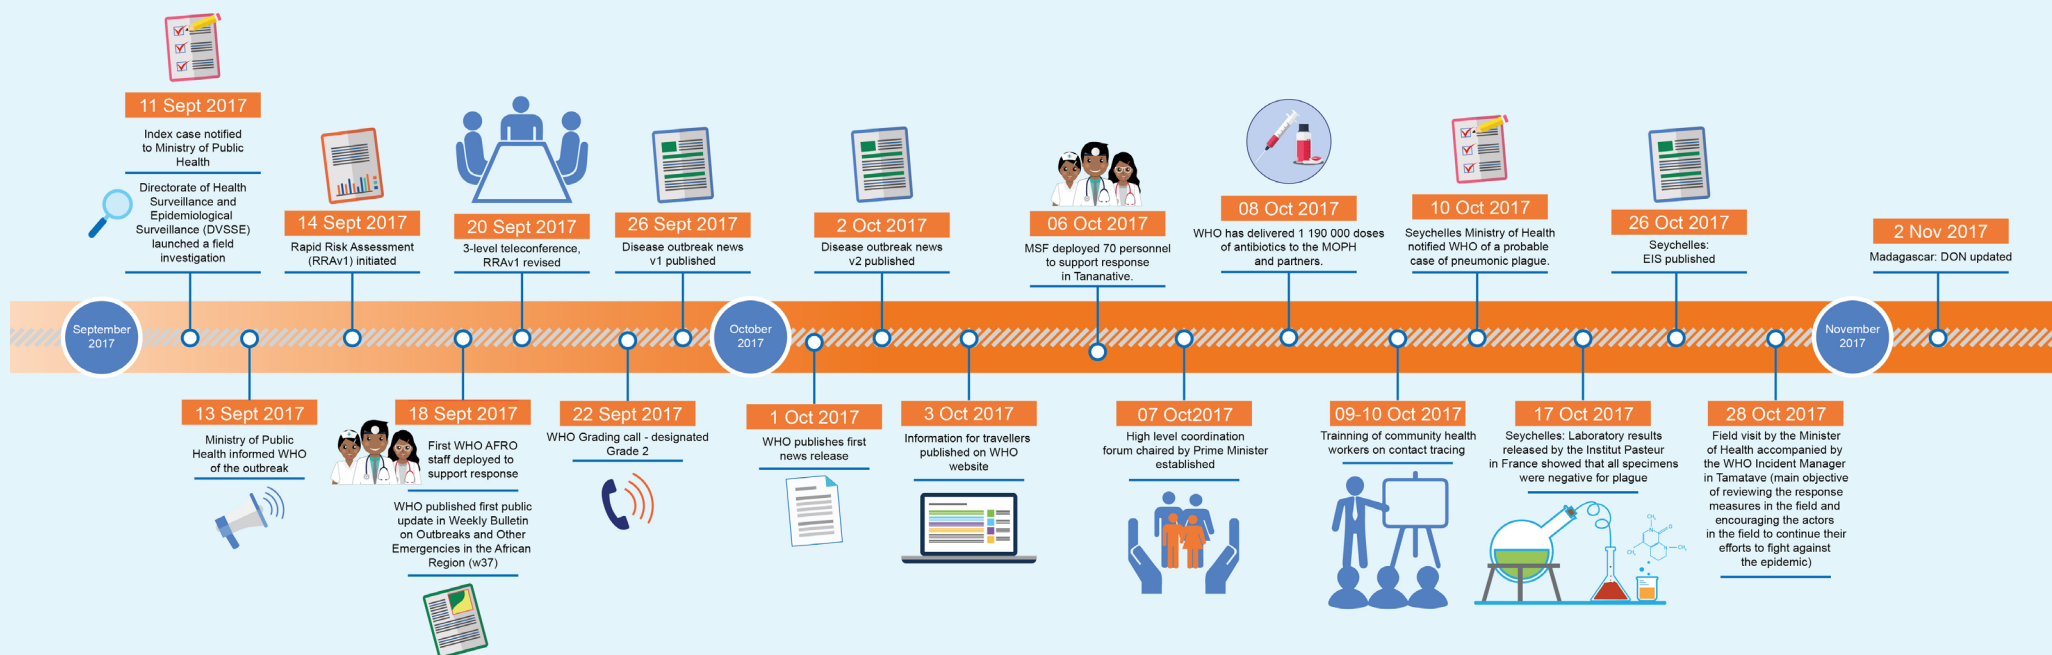 11 Sept 2017
Index case notified
to Ministry of Public
Health
Directorate of Health
Surveillance and
Epidemiological
Surveillance (DVSSE)
launched a field
investigation
14 Sept 2017
Rapid Risk Assessment
(RRAv1) initiated
20 Sept 2017
3-level teleconference,
RRAv1 revised
26 Sept 2017
Disease outbreak news
v1 published
2 Oct 2017
Disease outbreak news
v2 published
06 Oct 2017
MSF deployed 70 personnel
to support response
in Tananative.
08 Oct 2017
WHO has delivered 1 190 000 doses
of antibiotics to the MOPH
and partners.
10 Oct 2017
Seychelles Ministry of Health
notified WHO of a probable
case of pneumonic plague.
26 Oct 2017
Seychelles:
EIS published
2 Nov 2017
Madagascar: DON updated
September
2017
October
2017
November
2017
13 Sept 2017
Ministry of Public
Health informed WHO
of the outbreak
18 Sept 2017
First WHO AFRO
staff deployed to
support response
WHO published first public
update in Weekly Bulletin
on Outbreaks and Other
Emergencies in the African
Region (w37)
22 Sept 2017
WHO Grading call - designated
Grade 2
1 Oct 2017
WHO publishes first
news release
3 Oct 2017
Information for travellers
published on WHO
website
07 Oct2017
High level coordination
forum chaired by Prime Minister
established
09-10 Oct 2017
Trainning of community health
workers on contact tracing
17 Oct 2017
Seychelles: Laboratory results
released by the Institut Pasteur
in France showed that all specimens
were negative for plague
28 Oct 2017
Field visit by the Minister
of Health accompanied by
the WHO Incident Manager
in Tamatave (main objective
of reviewing the response
measures in the field and
encouraging the actors
in the field to continue their
efforts to fight against
the epidemic)